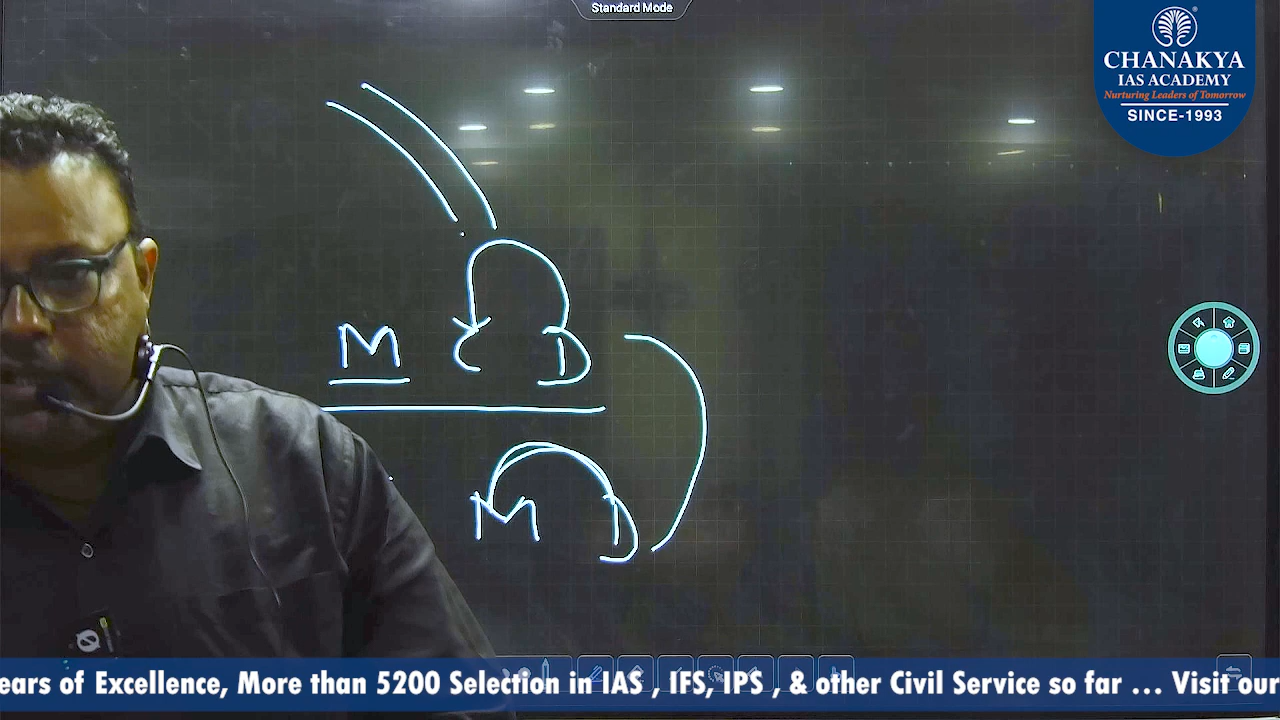 Standard Mode
CHANAKYA
IAS ACADEMY
Nurturing Leaders of Tomorrow
SINCE-1993
M C D
M D
ears of Excellence, More than 5200 Selection in IAS , IFS, IPS , & other Civil Service so far ... Visit our